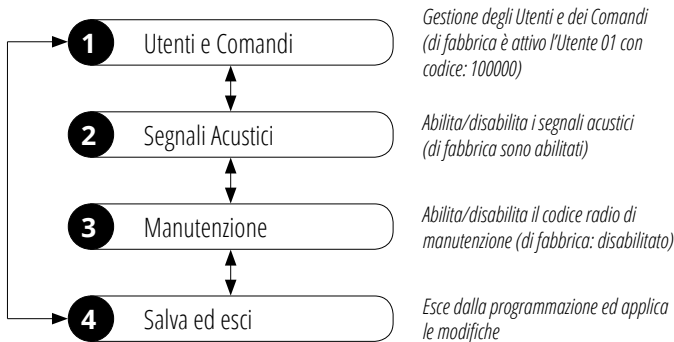 1 Utenti e Comandi
Gestione degli Utenti e dei Comandi
(di fabbrica è attivo l'Utente 01 con
codice: 100000)
2 Segnali Acustici
Abilita/disabilita i segnali acustici
(di fabbrica sono abilitati)
3 Manutenzione
Abilita/disabilita il codice radio di
manutenzione (di fabbrica: disabilitato)
4 Salva ed esci
Esce dalla programmazione ed applica
le modifiche